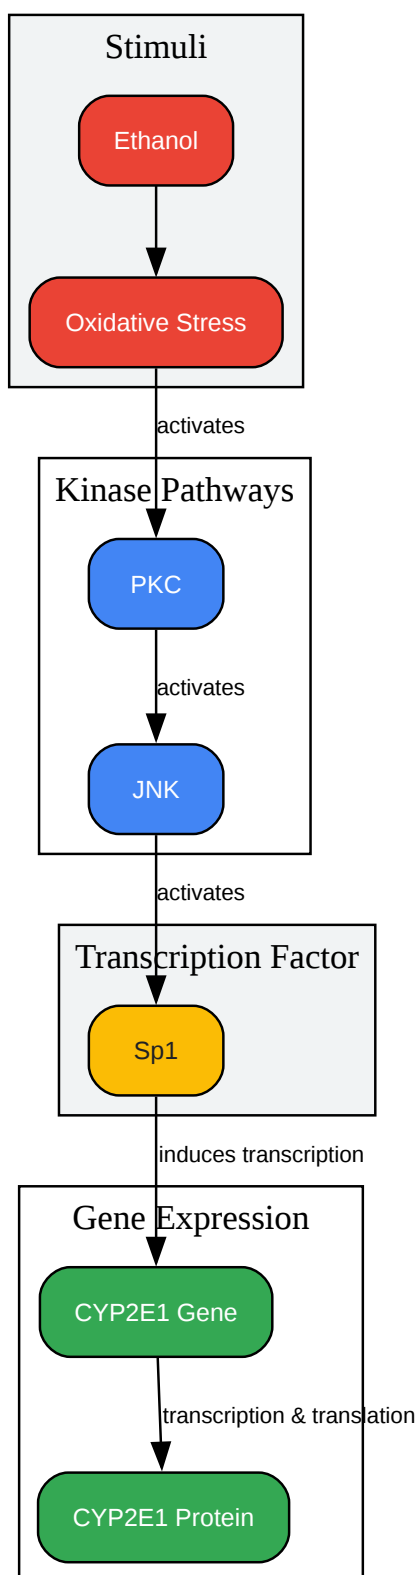 Stimuli
Ethanol
Oxidative Stress
activates
Kinase Pathways
PKC
activates
JNK
activates
Transcription Factor
Sp1
induces transcription
Gene Expression
CYP2E1 Gene
transcription & translation
CYP2E1 Protein